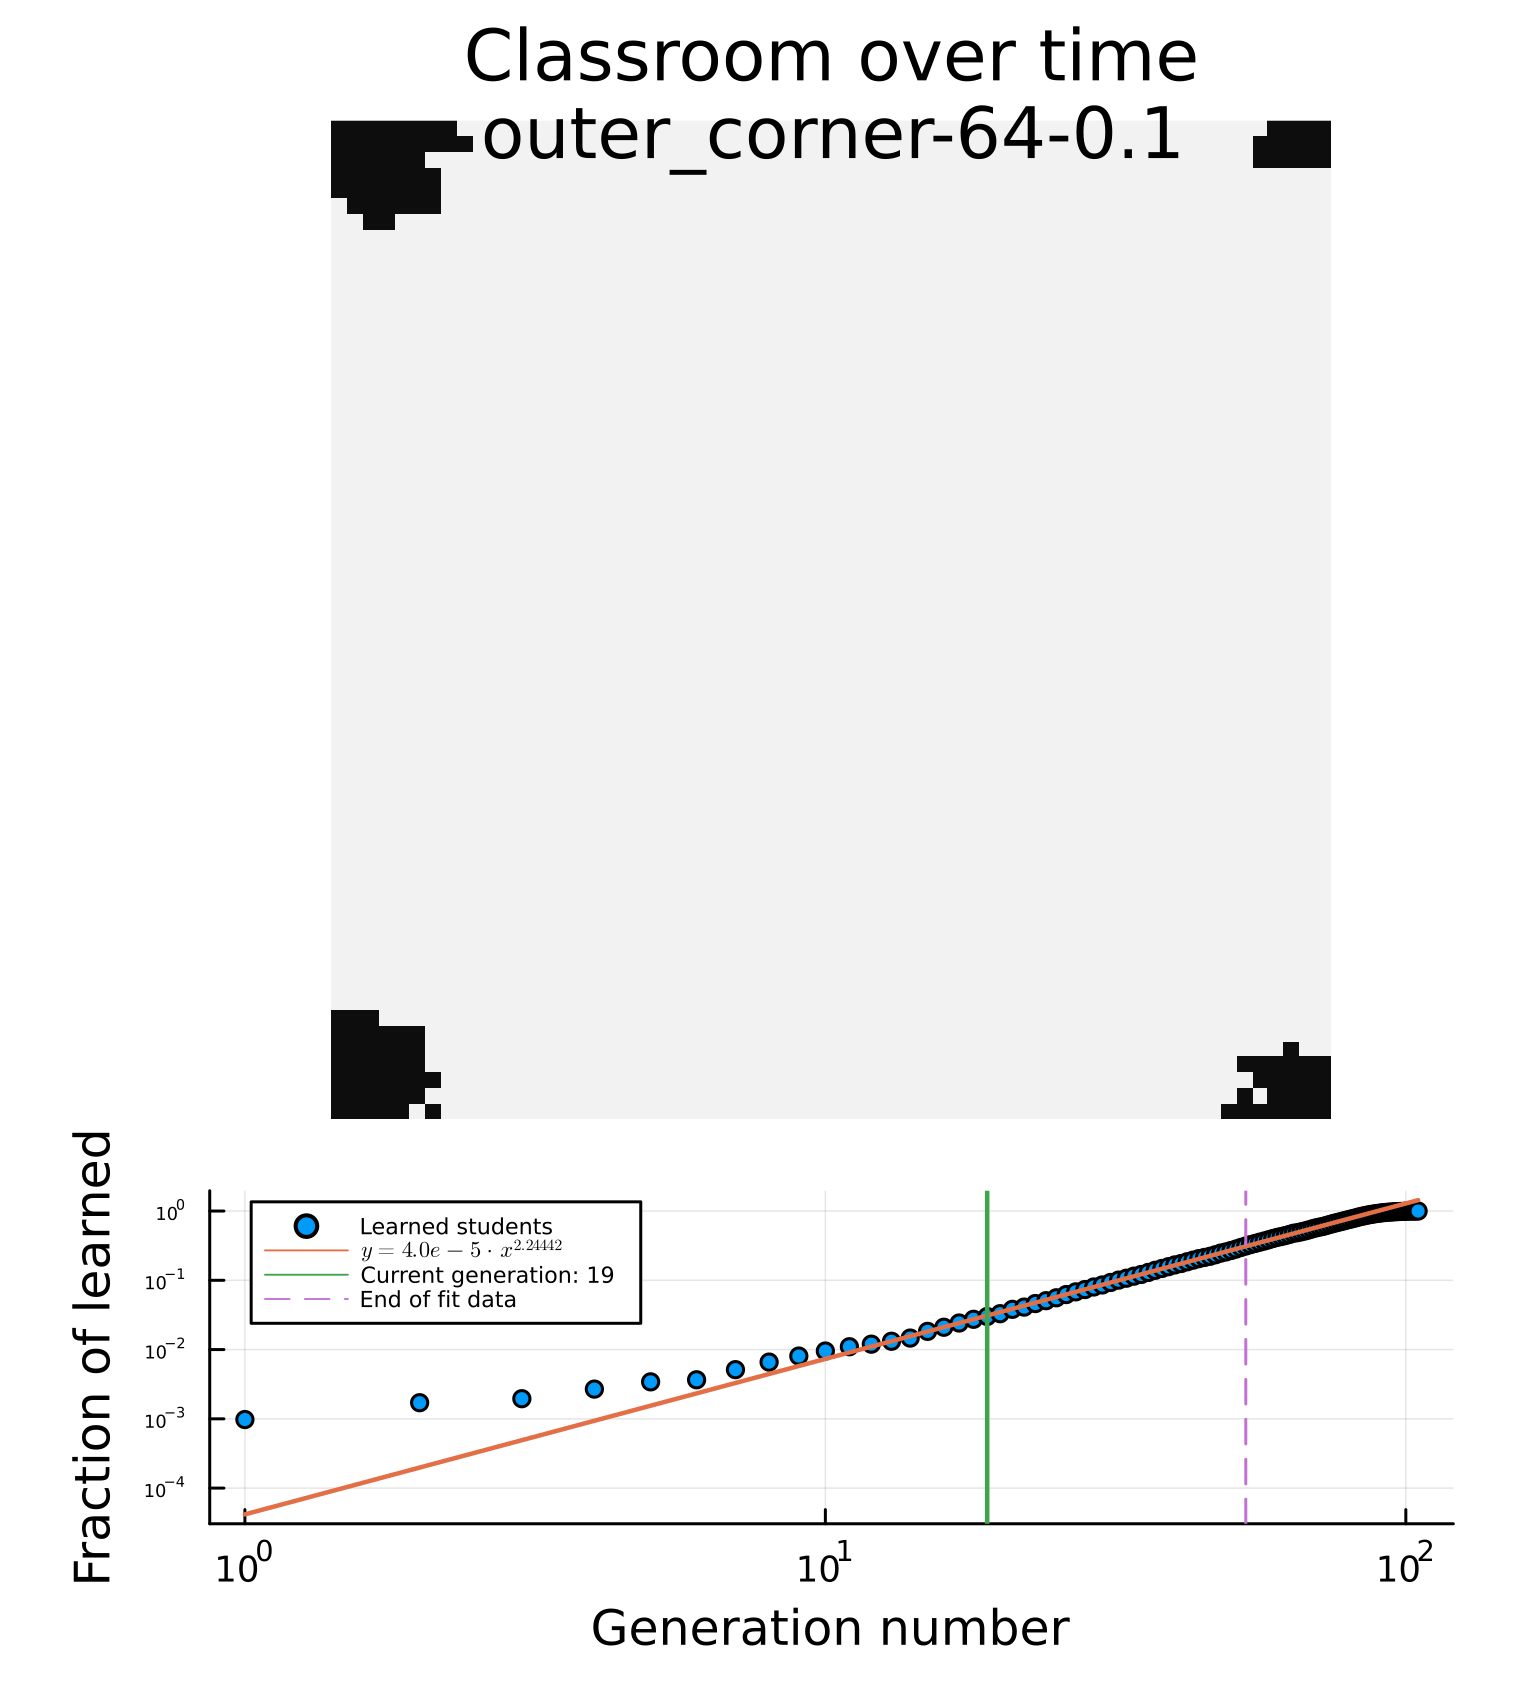 Classroom over time
outer_corner-64-0.1
Fraction of learned
10^0
10^−1
10^−2
10^−3
10^−4
Learned students
y = 4.0e − 5 · x^2.24442
Current generation: 19
End of fit data
10^0
10^1
10^2
Generation number